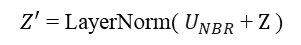 Z′ = LayerNorm( U_NBR + Z )